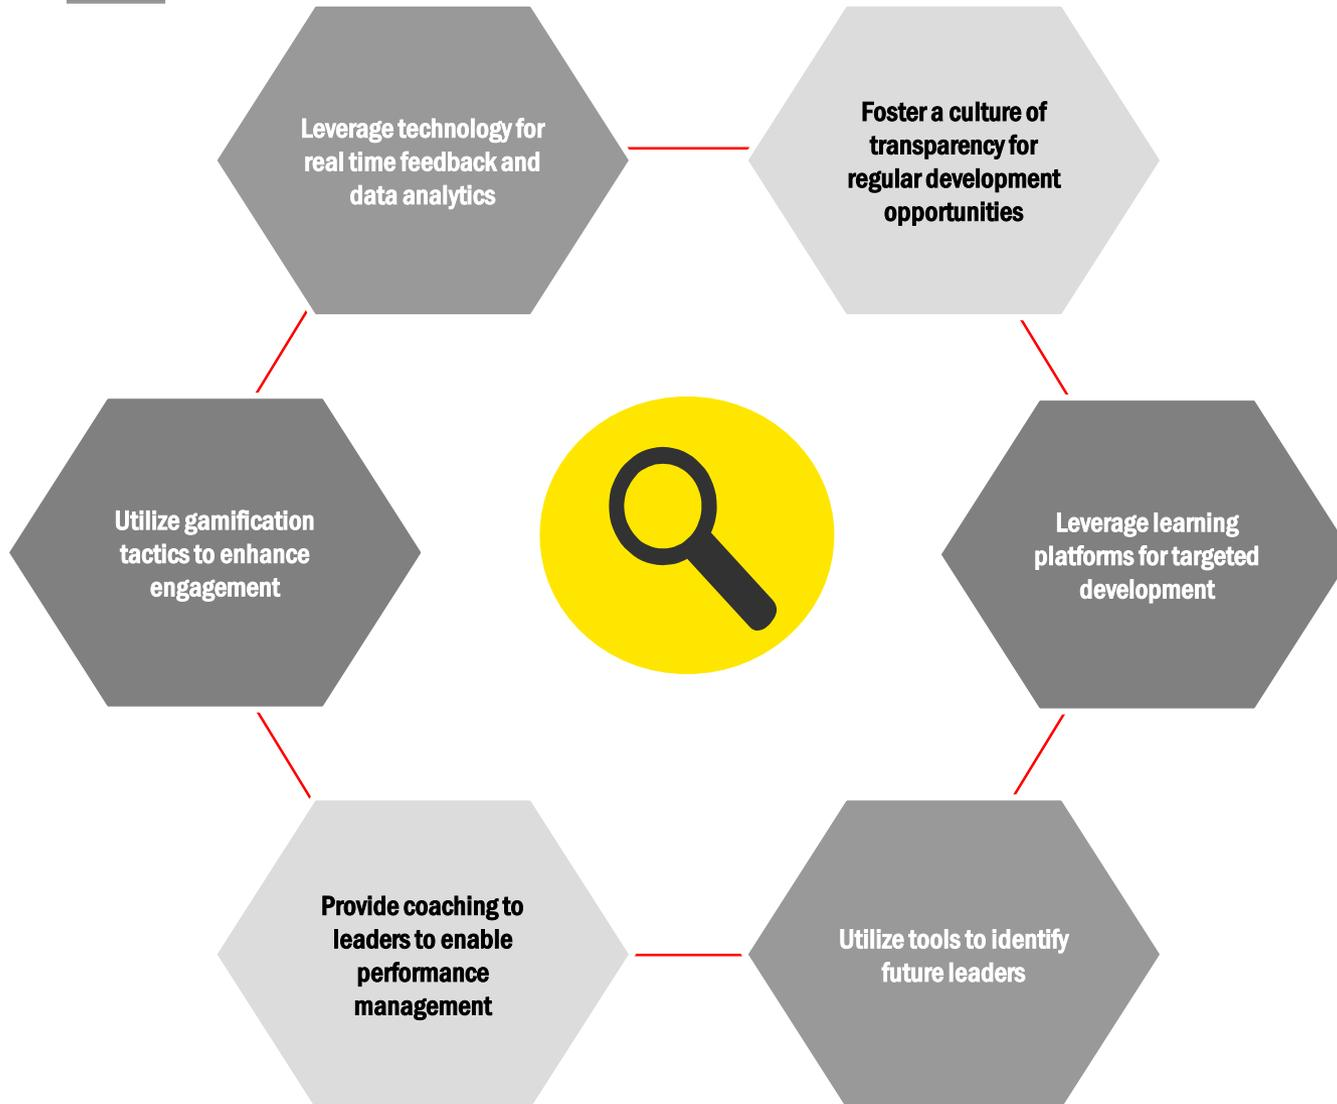 Leverage technology for
real time feedback and
data analytics
Foster a culture of
transparency for
regular development
opportunities
Utilize gamification
tactics to enhance
engagement
Leverage learning
platforms for targeted
development
Provide coaching to
leaders to enable
performance
management
Utilize tools to identify
future leaders